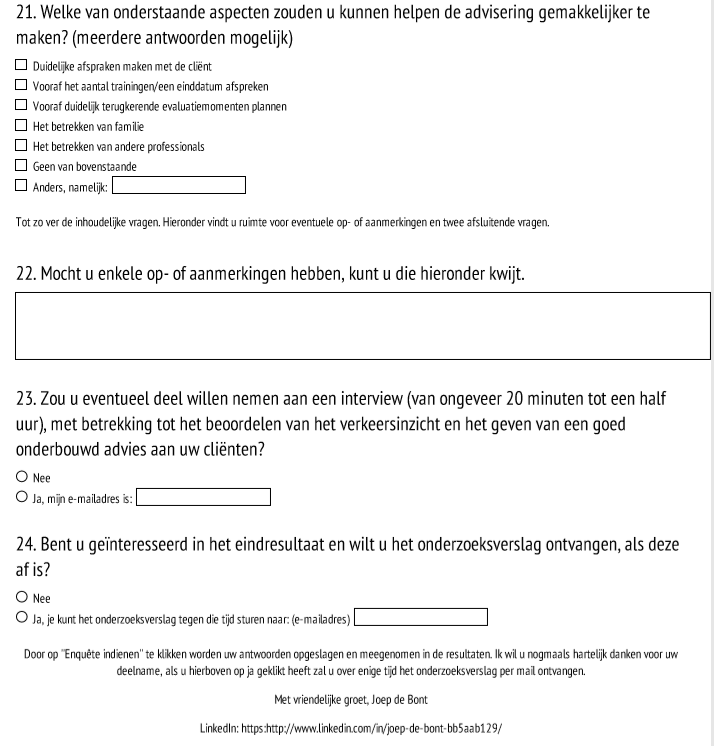 21. Welke van onderstaande aspecten zouden u kunnen helpen de advisering gemakkelijker te
maken? (meerdere antwoorden mogelijk)
Duidelijke afspraken maken met de cliënt
Vooraf het aantal trainingen/een einddatum afspreken
Vooraf duidelijk terugkerende evaluatiemomenten plannen
Het betrekken van familie
Het betrekken van andere professionals
Geen van bovenstaande
Anders, namelijk:
Tot zo ver de inhoudelijke vragen. Hieronder vindt u ruimte voor eventuele op- of aanmerkingen en twee afsluitende vragen.
22. Mocht u enkele op- of aanmerkingen hebben, kunt u die hieronder kwijt.
23. Zou u eventueel deel willen nemen aan een interview (van ongeveer 20 minuten tot een half
uur), met betrekking tot het beoordelen van het verkeersinzicht en het geven van een goed
onderbouwd advies aan uw cliënten?
Nee
Ja, mijn e-mailadres is:
24. Bent u geïnteresseerd in het eindresultaat en wilt u het onderzoeksverslag ontvangen, als deze
af is?
Nee
Ja, je kunt het onderzoeksverslag tegen die tijd sturen naar: (e-mailadres)
Door op "Enquête indienen" te klikken worden uw antwoorden opgeslagen en meegenomen in de resultaten. Ik wil u nogmaals hartelijk danken voor uw
deelname, als u hierboven op ja geklikt heeft zal u over enige tijd het onderzoeksverslag per mail ontvangen.
Met vriendelijke groet, Joep de Bont
LinkedIn: https:http://www.linkedin.com/in/joep-de-bont-bb5aab129/